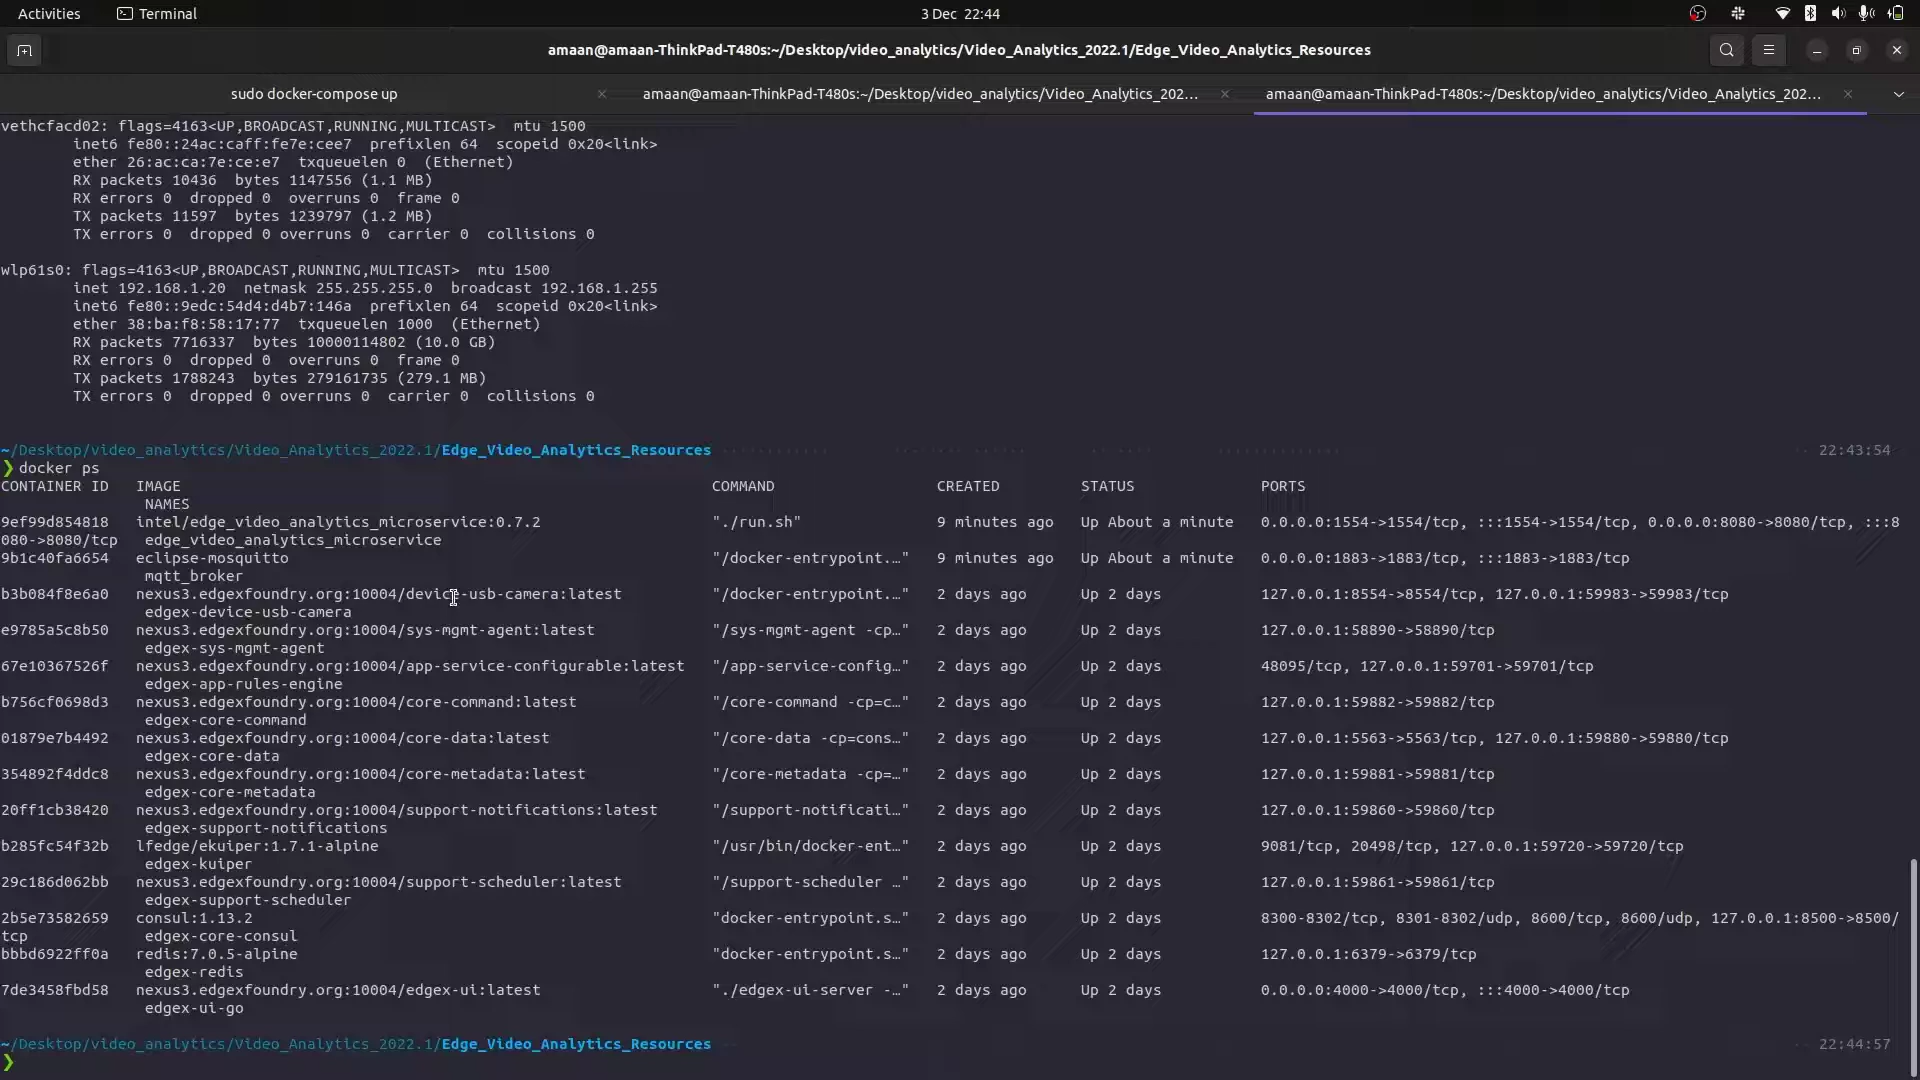 Activities
Terminal
3 Dec 22:44
amaan@amaan-ThinkPad-T480s:~/Desktop/video_analytics/Video_Analytics_2022.1/Edge_Video_Analytics_Resources
sudo docker-compose up
amaan@amaan-ThinkPad-T480s:~/Desktop/video_analytics/Video_Analytics_202...
amaan@amaan-ThinkPad-T480s:~/Desktop/video_analytics/Video_Analytics_202...
vethcfacd02: flags=4163<UP,BROADCAST,RUNNING,MULTICAST>  mtu 1500
        inet6 fe80::24ac:caff:fe7e:cee7  prefixlen 64  scopeid 0x20<link>
        ether 26:ac:ca:7e:ce:e7  txqueuelen 0  (Ethernet)
        RX packets 10436  bytes 1147556 (1.1 MB)
        RX errors 0  dropped 0  overruns 0  frame 0
        TX packets 11597  bytes 1239797 (1.2 MB)
        TX errors 0  dropped 0 overruns 0  carrier 0  collisions 0
wlp61s0: flags=4163<UP,BROADCAST,RUNNING,MULTICAST>  mtu 1500
        inet 192.168.1.20  netmask 255.255.255.0  broadcast 192.168.1.255
        inet6 fe80::9edc:54d4:d4b7:146a  prefixlen 64  scopeid 0x20<link>
        ether 38:ba:f8:58:17:77  txqueuelen 1000  (Ethernet)
        RX packets 7716337  bytes 10000114802 (10.0 GB)
        RX errors 0  dropped 0  overruns 0  frame 0
        TX packets 1788243  bytes 279161735 (279.1 MB)
        TX errors 0  dropped 0 overruns 0  carrier 0  collisions 0
~/Desktop/video_analytics/Video_Analytics_2022.1/Edge_Video_Analytics_Resources 22:43:54
❯ docker ps
CONTAINER ID   IMAGE   COMMAND   CREATED   STATUS   PORTS
                NAMES
9ef99d854818   intel/edge_video_analytics_microservice:0.7.2   "./run.sh"   9 minutes ago   Up About a minute   0.0.0.0:1554->1554/tcp, :::1554->1554/tcp, 0.0.0.0:8080->8080/tcp, :::8
080->8080/tcp   edge_video_analytics_microservice
9b1c40fa6654   eclipse-mosquitto   "/docker-entrypoint.…"   9 minutes ago   Up About a minute   0.0.0.0:1883->1883/tcp, :::1883->1883/tcp
                mqtt_broker
b3b084f8e6a0   nexus3.edgexfoundry.org:10004/device-usb-camera:latest   "/docker-entrypoint.…"   2 days ago   Up 2 days   127.0.0.1:8554->8554/tcp, 127.0.0.1:59983->59983/tcp
                edgex-device-usb-camera
e9785a5c8b50   nexus3.edgexfoundry.org:10004/sys-mgmt-agent:latest   "/sys-mgmt-agent -cp…"   2 days ago   Up 2 days   127.0.0.1:58890->58890/tcp
                edgex-sys-mgmt-agent
67e10367526f   nexus3.edgexfoundry.org:10004/app-service-configurable:latest   "/app-service-config…"   2 days ago   Up 2 days   48095/tcp, 127.0.0.1:59701->59701/tcp
                edgex-app-rules-engine
b756cf0698d3   nexus3.edgexfoundry.org:10004/core-command:latest   "/core-command -cp=c…"   2 days ago   Up 2 days   127.0.0.1:59882->59882/tcp
                edgex-core-command
01879e7b4492   nexus3.edgexfoundry.org:10004/core-data:latest   "/core-data -cp=cons…"   2 days ago   Up 2 days   127.0.0.1:5563->5563/tcp, 127.0.0.1:59880->59880/tcp
                edgex-core-data
354892f4ddc8   nexus3.edgexfoundry.org:10004/core-metadata:latest   "/core-metadata -cp=…"   2 days ago   Up 2 days   127.0.0.1:59881->59881/tcp
                edgex-core-metadata
20ff1cb38420   nexus3.edgexfoundry.org:10004/support-notifications:latest   "/support-notificati…"   2 days ago   Up 2 days   127.0.0.1:59860->59860/tcp
                edgex-support-notifications
b285fc54f32b   lfedge/ekuiper:1.7.1-alpine   "/usr/bin/docker-ent…"   2 days ago   Up 2 days   9081/tcp, 20498/tcp, 127.0.0.1:59720->59720/tcp
                edgex-kuiper
29c186d062bb   nexus3.edgexfoundry.org:10004/support-scheduler:latest   "/support-scheduler …"   2 days ago   Up 2 days   127.0.0.1:59861->59861/tcp
                edgex-support-scheduler
2b5e73582659   consul:1.13.2   "docker-entrypoint.s…"   2 days ago   Up 2 days   8300-8302/tcp, 8301-8302/udp, 8600/tcp, 8600/udp, 127.0.0.1:8500->8500/
tcp             edgex-core-consul
bbbd6922ff0a   redis:7.0.5-alpine   "docker-entrypoint.s…"   2 days ago   Up 2 days   127.0.0.1:6379->6379/tcp
                edgex-redis
7de3458fbd58   nexus3.edgexfoundry.org:10004/edgex-ui:latest   "./edgex-ui-server -…"   2 days ago   Up 2 days   0.0.0.0:4000->4000/tcp, :::4000->4000/tcp
                edgex-ui-go
~/Desktop/video_analytics/Video_Analytics_2022.1/Edge_Video_Analytics_Resources 22:44:57
❯